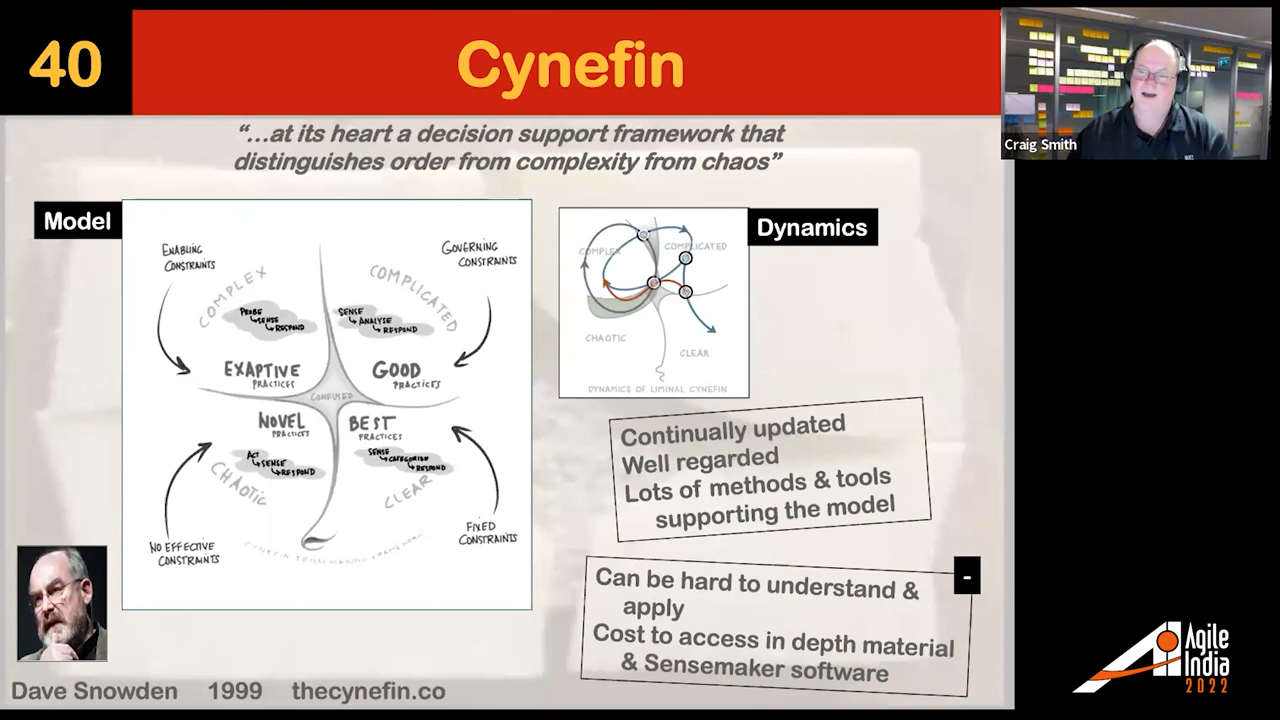 40
Cynefin
Craig Smith
“...at its heart a decision support framework that
distinguishes order from complexity from chaos”
Model
ENABLING
CONSTRAINTS
GOVERNING
CONSTRAINTS
COMPLEX
COMPLICATED
PROBE
SENSE
RESPOND
SENSE
ANALYSE
RESPOND
EXAPTIVE
PRACTICES
GOOD
PRACTICES
CONFUSED
NOVEL
PRACTICES
BEST
PRACTICES
ACT
SENSE
RESPOND
SENSE
CATEGORISE
RESPOND
CHAOTIC
CLEAR
NO EFFECTIVE
CONSTRAINTS
FIXED
CONSTRAINTS
CYNEFIN SENSEMAKING FRAMEWORK
Dynamics
COMPLEX
COMPLICATED
CHAOTIC
CLEAR
DYNAMICS OF LIMINAL CYNEFIN
Continually updated
Well regarded
Lots of methods & tools
supporting the model
-
Can be hard to understand &
apply
Cost to access in depth material
& Sensemaker software
Dave Snowden 1999 thecynefin.co
Agile
India
2022